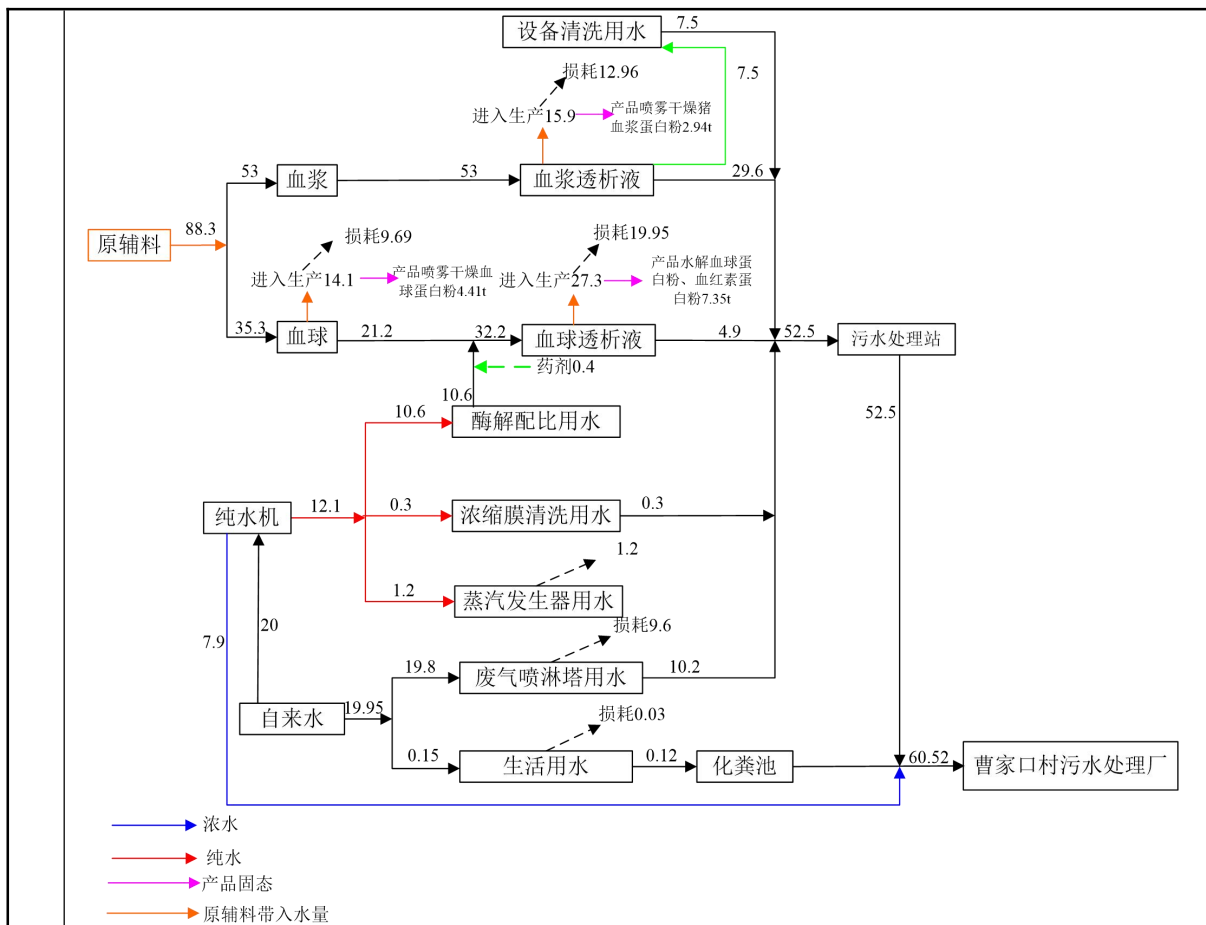 设备清洗用水
7.5
7.5
损耗12.96
进入生产15.9
产品喷雾干燥猪
血浆蛋白粉2.94t
53
血浆
53
血浆透析液
29.6
原辅料
88.3
损耗9.69
进入生产14.1
产品喷雾干燥血
球蛋白粉4.41t
损耗19.95
进入生产27.3
产品水解血球蛋
白粉、血红素蛋
白粉7.35t
35.3
血球
21.2
32.2
血球透析液
4.9
52.5
污水处理站
药剂0.4
10.6
10.6
酶解配比用水
52.5
纯水机
12.1
0.3
浓缩膜清洗用水
0.3
1.2
1.2
蒸汽发生器用水
7.9
20
损耗9.6
19.8
废气喷淋塔用水
10.2
自来水
19.95
损耗0.03
0.15
生活用水
0.12
化粪池
60.52
曹家口村污水处理厂
浓水
纯水
产品固态
原辅料带入水量